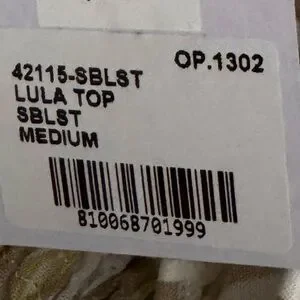 42115-SBLST OP.1302
LULA TOP
SBLST
MEDIUM
810068701999